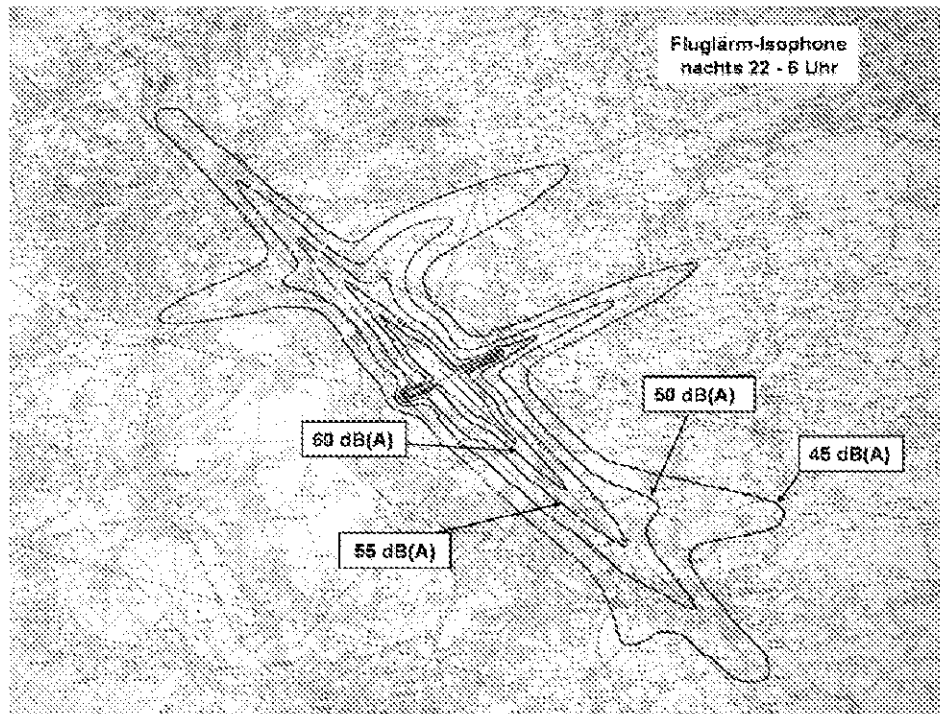 Fluglärm-Isophone
nachts 22 - 6 Uhr
50 dB(A)
60 dB(A)
45 dB(A)
55 dB(A)